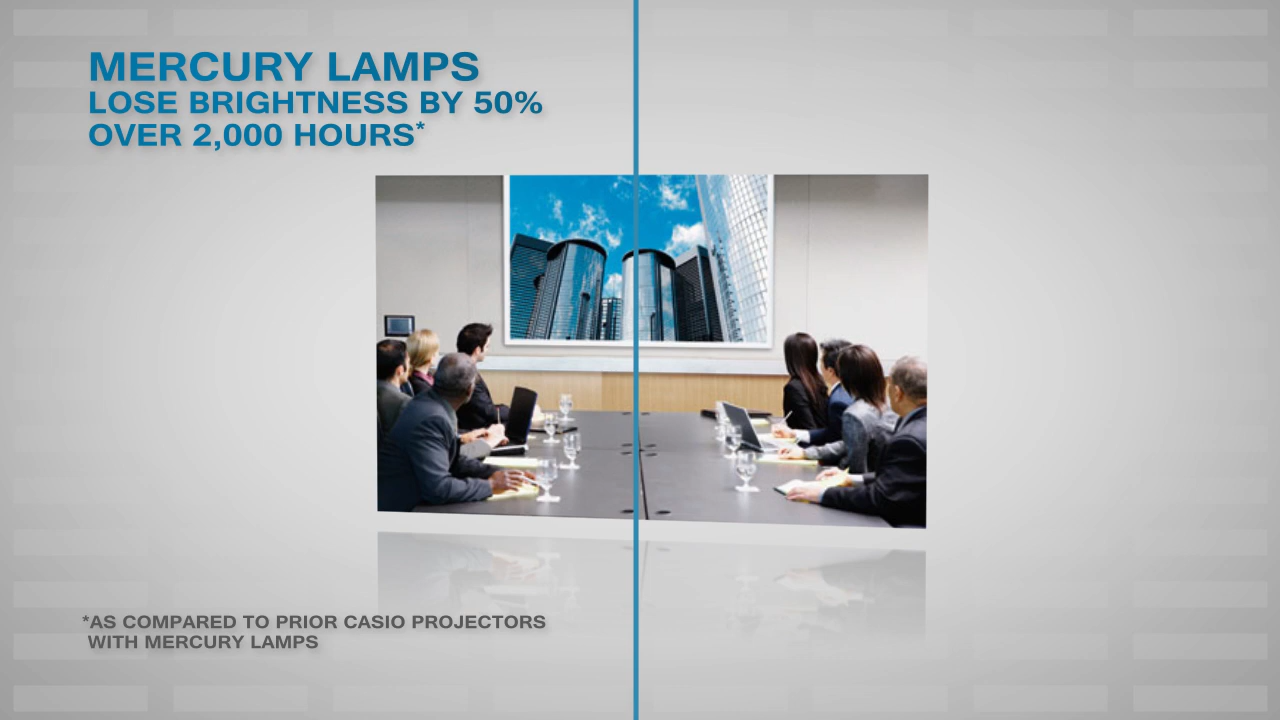 MERCURY LAMPS
LOSE BRIGHTNESS BY 50%
OVER 2,000 HOURS*
*AS COMPARED TO PRIOR CASIO PROJECTORS
WITH MERCURY LAMPS